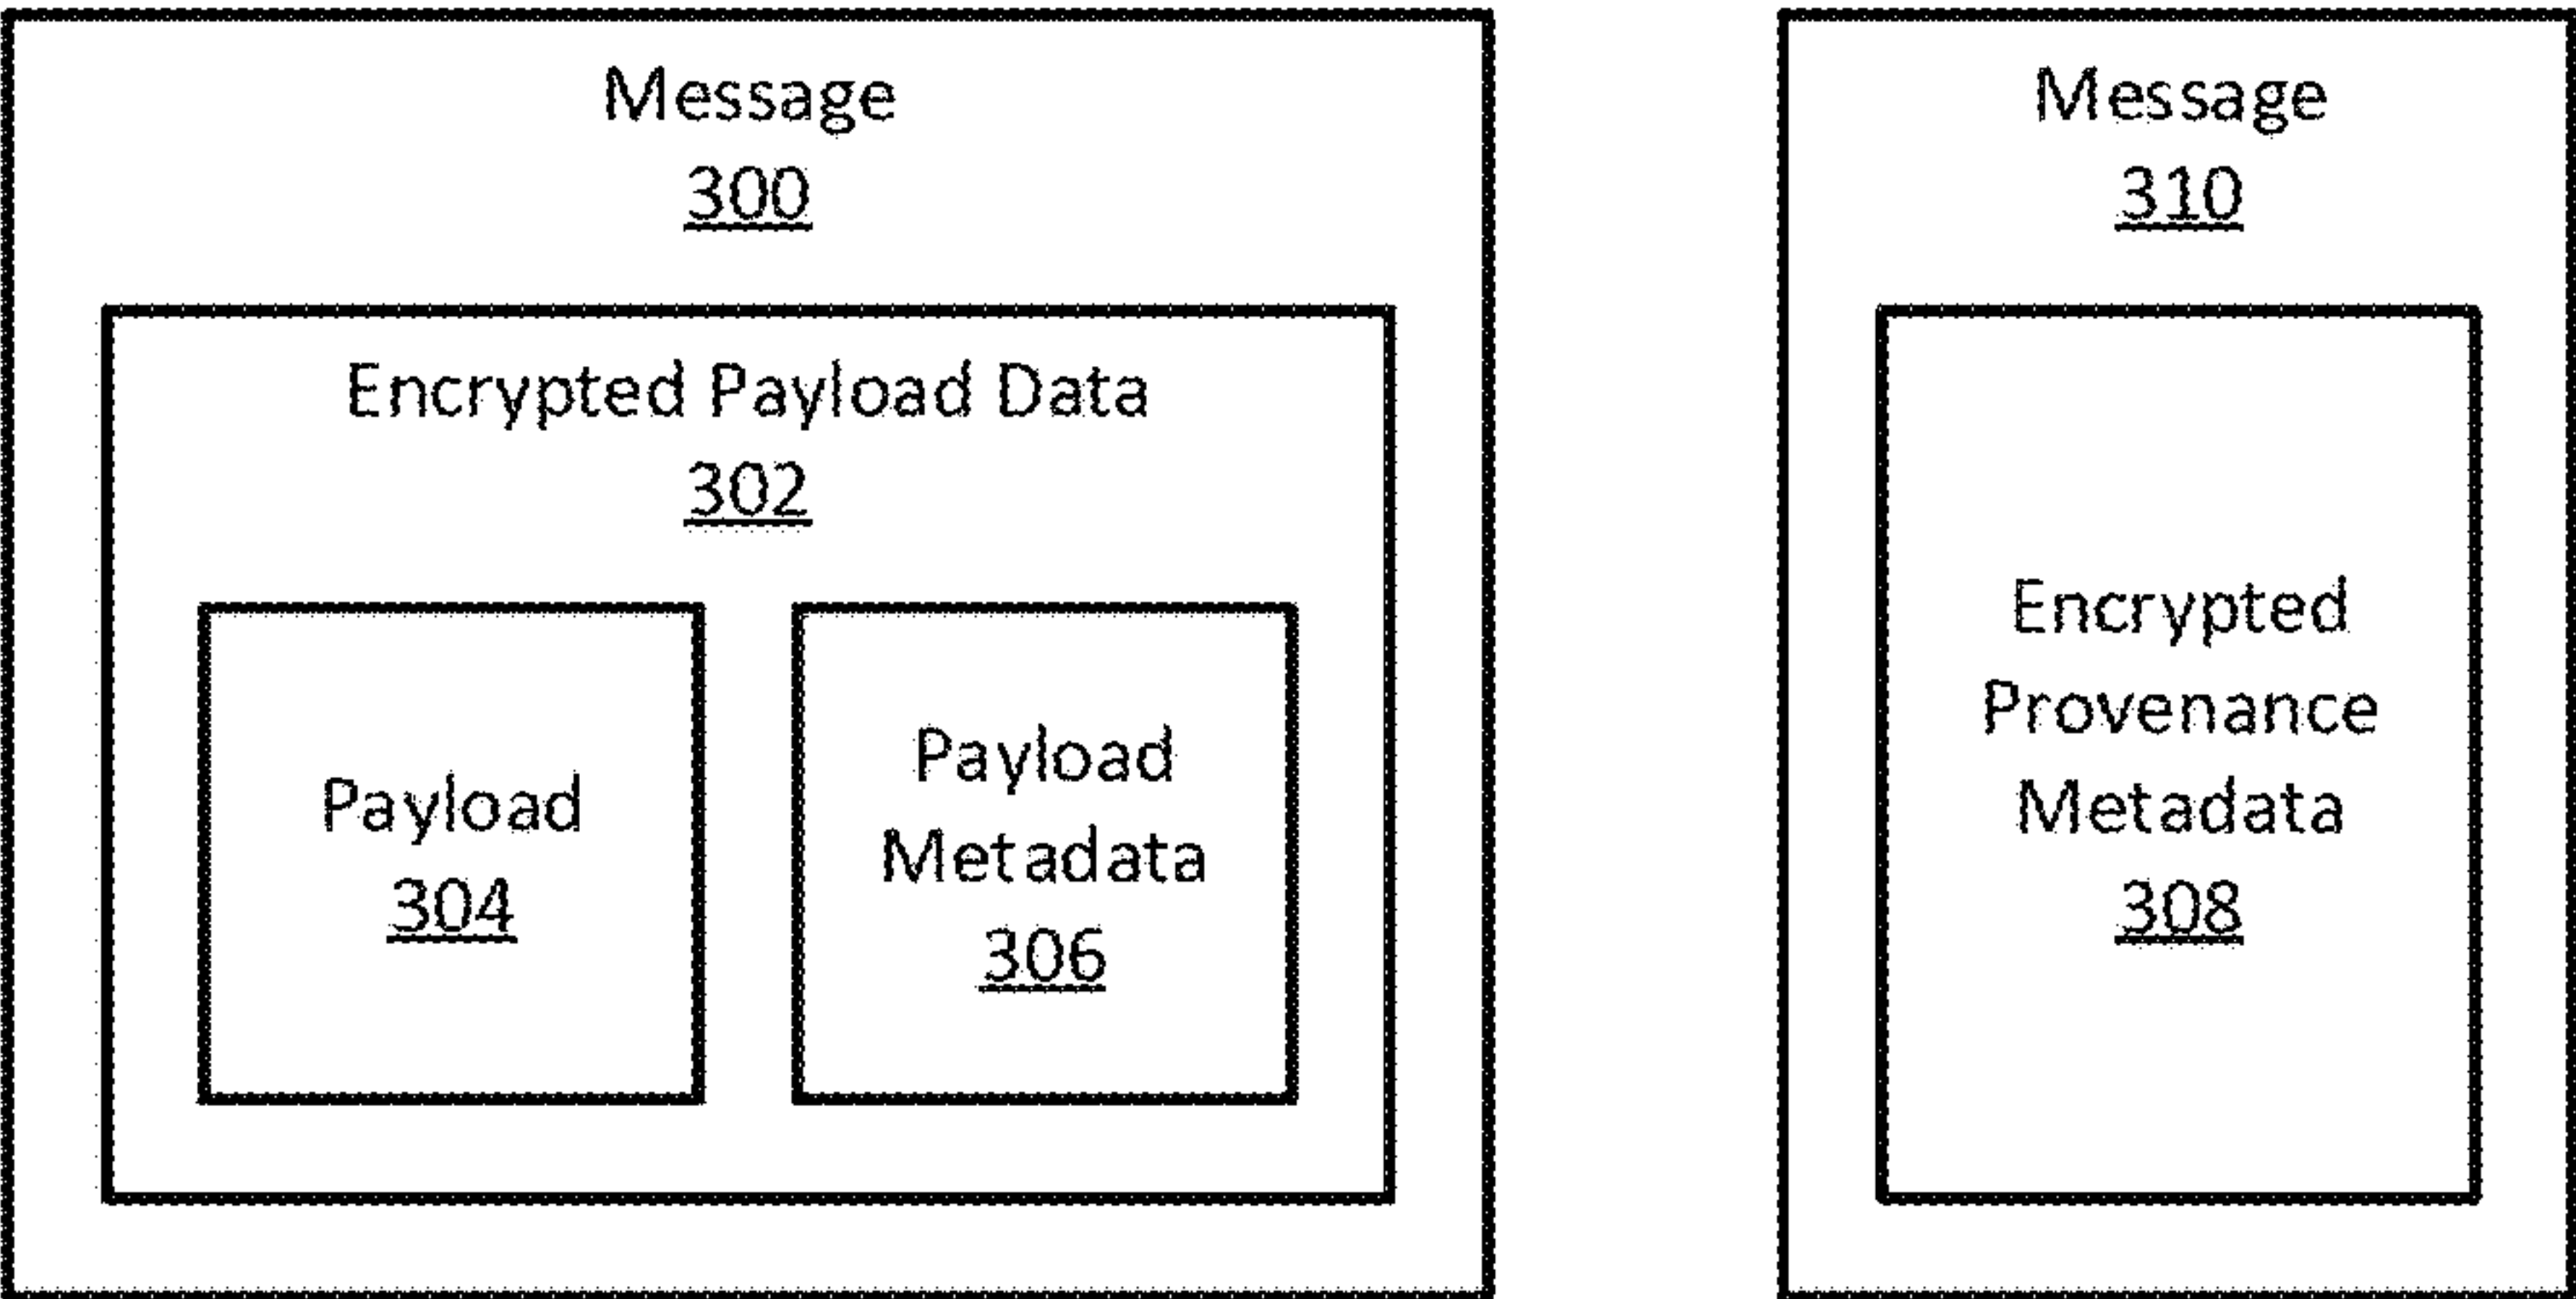 Message
300
Encrypted Payload Data
302
Payload
304
Payload
Metadata
306
Message
310
Encrypted
Provenance
Metadata
308